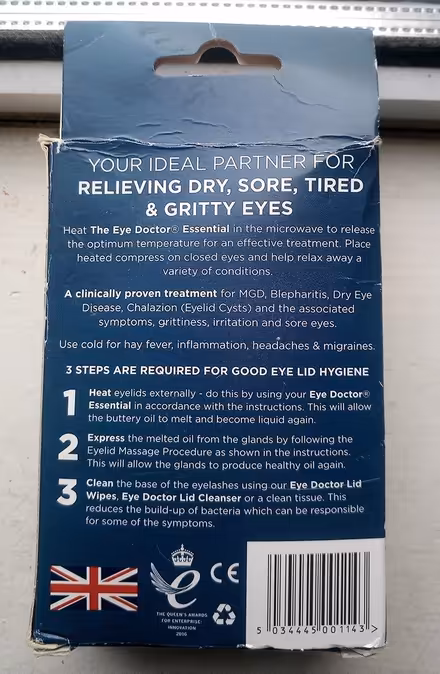 YOUR IDEAL PARTNER FOR
RELIEVING DRY, SORE, TIRED
& GRITTY EYES
Heat The Eye Doctor® Essential in the microwave to release
the optimum temperature for an effective treatment. Place
heated compress on closed eyes and help relax away a
variety of conditions.
A clinically proven treatment for MGD, Blepharitis, Dry Eye
Disease, Chalazion (Eyelid Cysts) and the associated
symptoms, grittiness, irritation and sore eyes.
Use cold for hay fever, inflammation, headaches & migraines.
3 STEPS ARE REQUIRED FOR GOOD EYE LID HYGIENE
1 Heat eyelids externally - do this by using your Eye Doctor®
Essential in accordance with the instructions. This will allow
the buttery oil to melt and become liquid again.
2 Express the melted oil from the glands by following the
Eyelid Massage Procedure as shown in the instructions.
This will allow the glands to produce healthy oil again.
3 Clean the base of the eyelashes using our Eye Doctor Lid
Wipes, Eye Doctor Lid Cleanser or a clean tissue. This
reduces the build-up of bacteria which can be responsible
for some of the symptoms.
e
CE
THE QUEEN'S AWARDS
FOR ENTERPRISE:
INNOVATION
2016
5 034445 001143 >